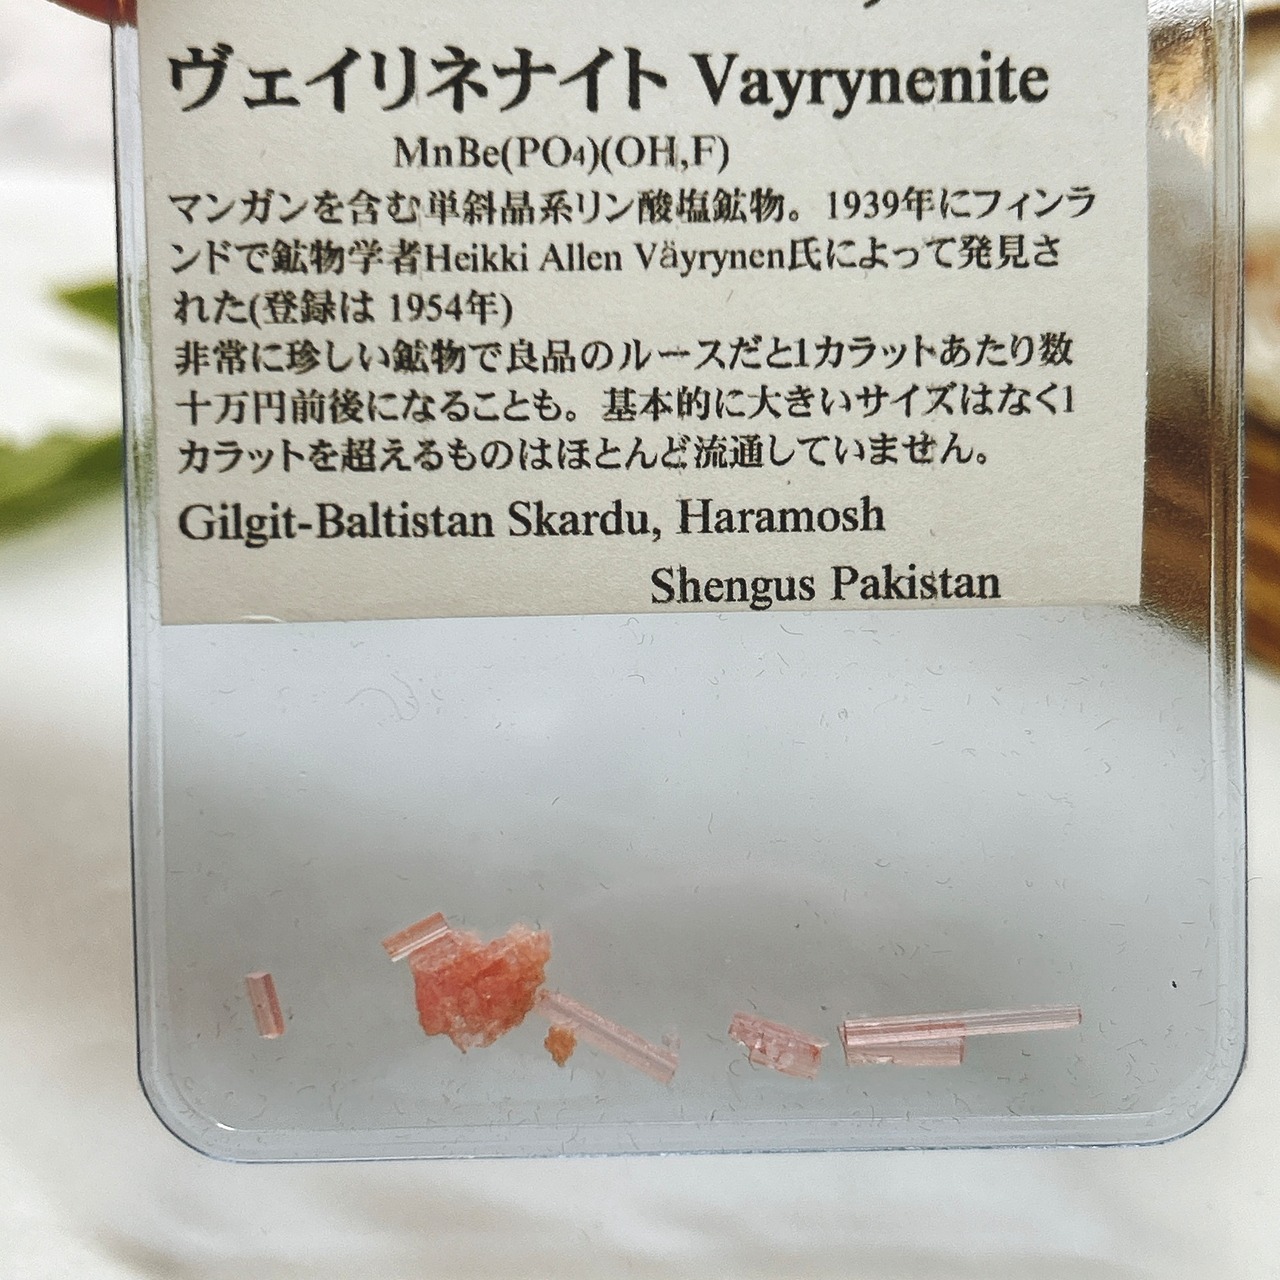 ヴェイリネナイト Vayrynenite
MnBe(PO4)(OH,F)
マンガンを含む単斜晶系リン酸塩鉱物。1939年にフィンラ
ンドで鉱物学者Heikki Allen Väyrynen氏によって発見さ
れた(登録は 1954年)
非常に珍しい鉱物で良品のルースだと1カラットあたり数
十万円前後になることも。基本的に大きいサイズはなく1
カラットを超えるものはほとんど流通していません。
Gilgit-Baltistan Skardu, Haramosh
Shengus Pakistan